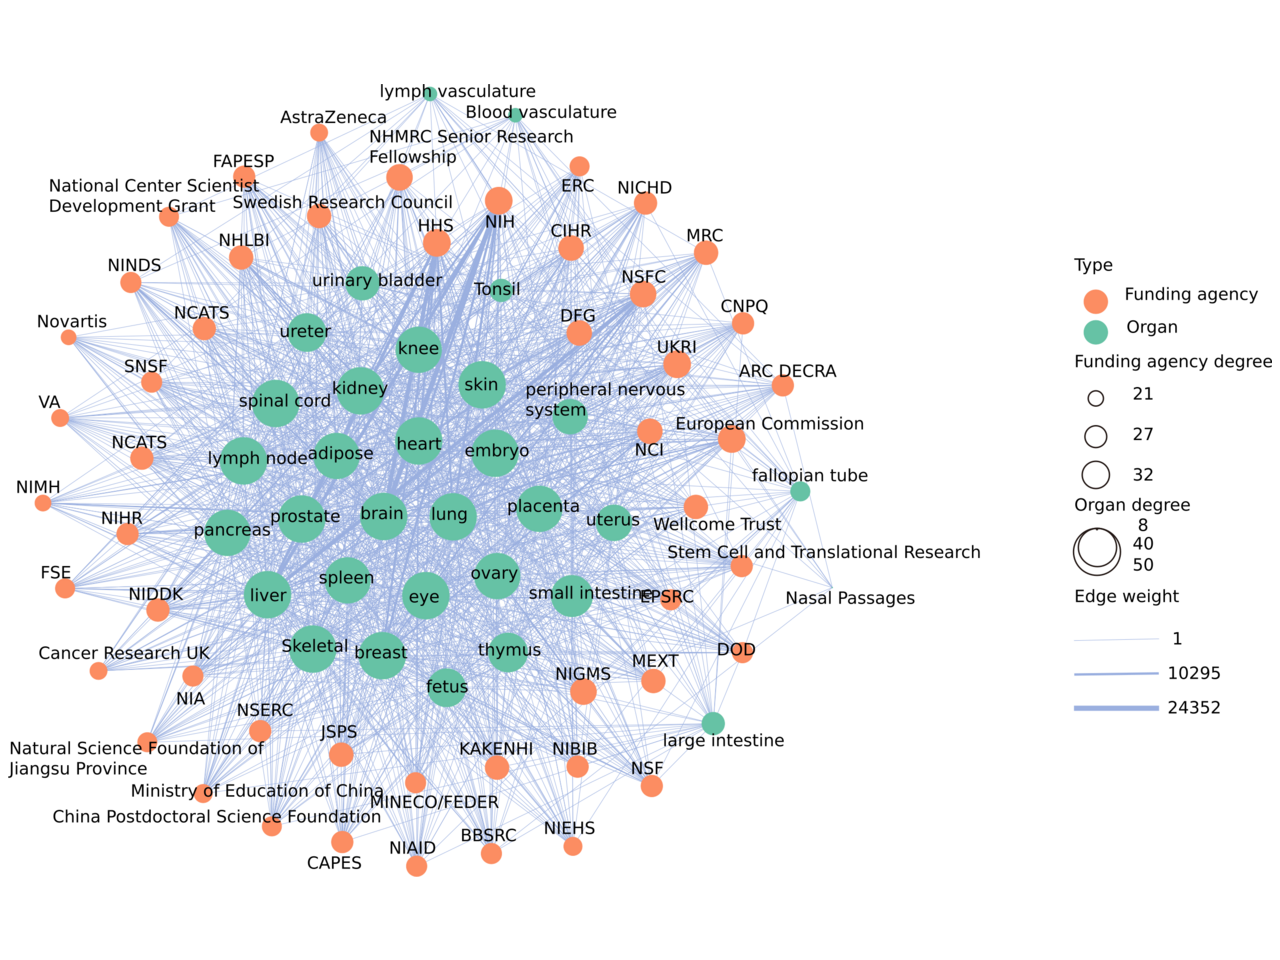 lymph vasculature
Blood vasculature
AstraZeneca
NHMRC Senior Research
Fellowship
FAPESP
ERC
National Center Scientist
Development Grant
NICHD
Swedish Research Council
HHS
NIH
CIHR
MRC
NHLBI
NINDS
urinary bladder
Tonsil
NSFC
CNPQ
NCATS
DFG
Novartis
ureter
knee
UKRI
SNSF
ARC DECRA
kidney
skin
peripheral nervous
system
VA
spinal cord
European Commission
NCATS
heart
NCI
lymph node
adipose
embryo
fallopian tube
NIMH
NIHR
pancreas
prostate
brain
lung
placenta
uterus
Wellcome Trust
Stem Cell and Translational Research
FSE
NIDDK
liver
spleen
eye
ovary
small intestine
EPSRC
Nasal Passages
Cancer Research UK
Skeletal
breast
thymus
DOD
MEXT
NIA
fetus
NIGMS
NSERC
JSPS
large intestine
Natural Science Foundation of
Jiangsu Province
KAKENHI
NIBIB
NSF
Ministry of Education of China
MINECO/FEDER
China Postdoctoral Science Foundation
CAPES
NIAID
BBSRC
NIEHS
Type
Funding agency
Organ
Funding agency degree
21
27
32
Organ degree
8
40
50
Edge weight
1
10295
24352